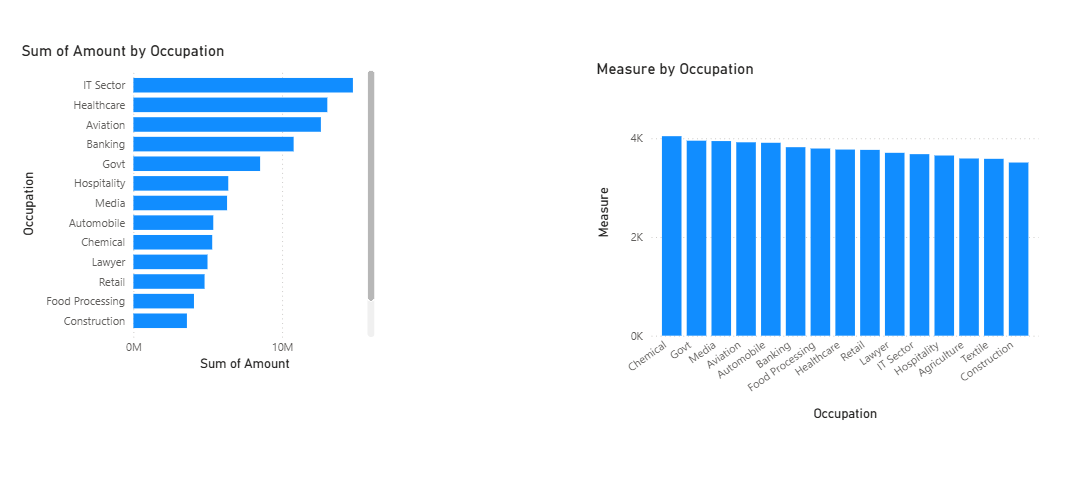 Sum of Amount by Occupation
Occupation
IT Sector
Healthcare
Aviation
Banking
Govt
Hospitality
Media
Automobile
Chemical
Lawyer
Retail
Food Processing
Construction
0M 10M
Sum of Amount
Measure by Occupation
Measure
4K
2K
0K
Chemical
Govt
Media
Aviation
Automobile
Banking
Food Processing
Healthcare
Retail
Lawyer
IT Sector
Hospitality
Agriculture
Textile
Construction
Occupation